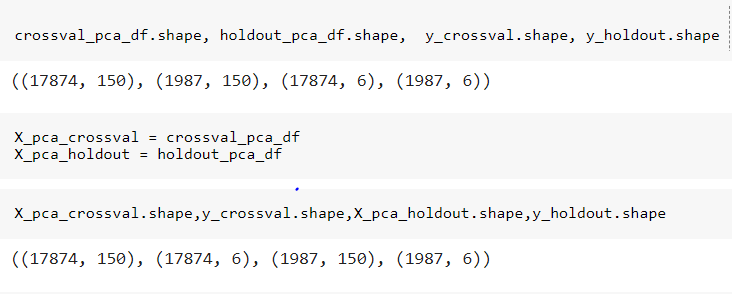 crossval_pca_df.shape, holdout_pca_df.shape,  y_crossval.shape, y_holdout.shape
((17874, 150), (1987, 150), (17874, 6), (1987, 6))
X_pca_crossval = crossval_pca_df
X_pca_holdout = holdout_pca_df
X_pca_crossval.shape,y_crossval.shape,X_pca_holdout.shape,y_holdout.shape
((17874, 150), (17874, 6), (1987, 150), (1987, 6))